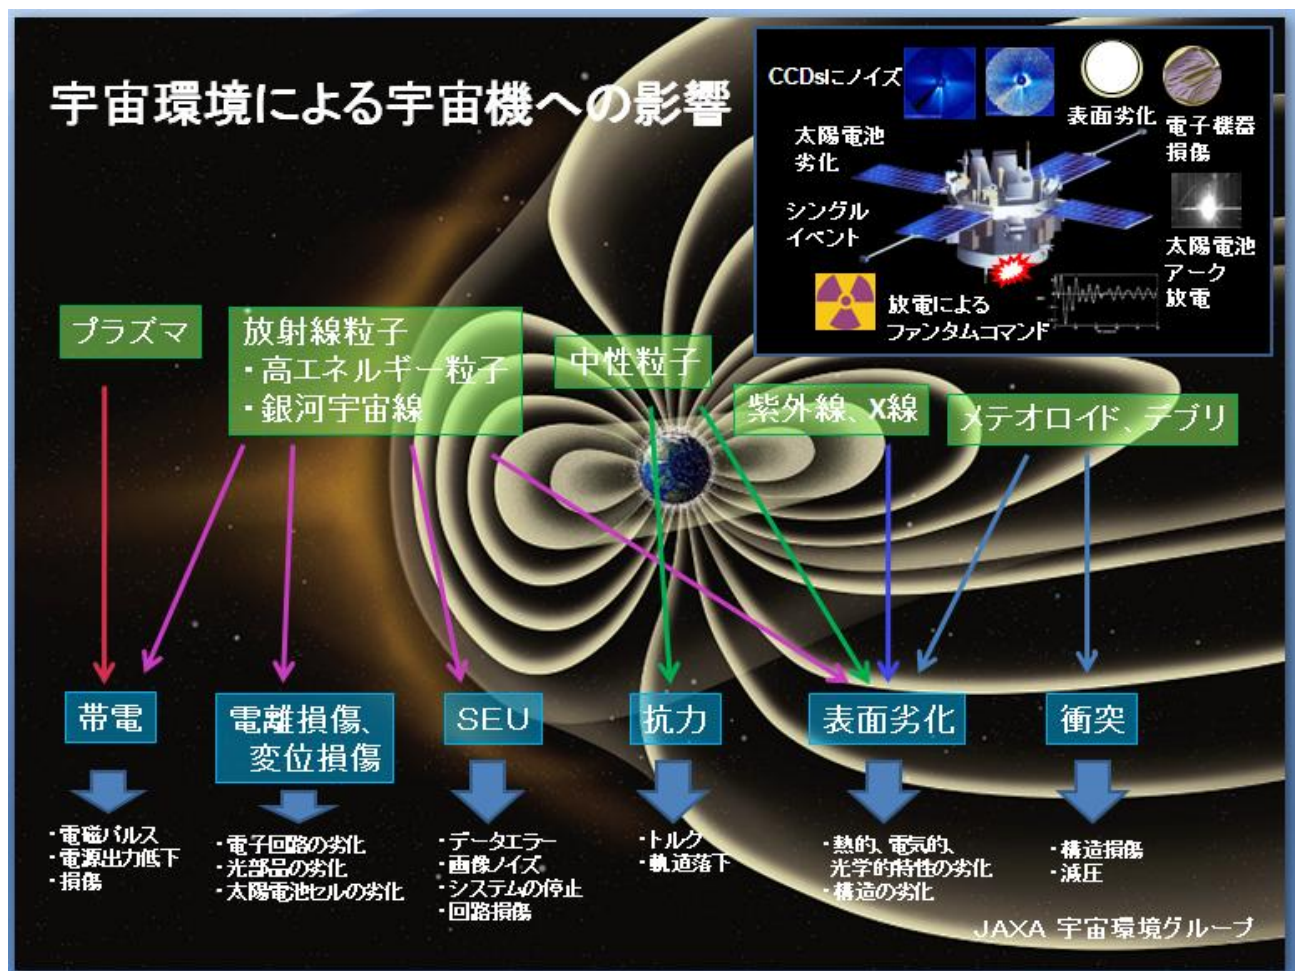 宇宙環境による宇宙機への影響
CCDsにノイズ
表面劣化
電子機器
損傷
太陽電池
劣化
シングル
イベント
太陽電池
アーク
放電
放電による
ファンタムコマンド
プラズマ
放射線粒子
・高エネルギー粒子
・銀河宇宙線
中性粒子
紫外線、X線
メテオロイド、デブリ
帯電
電離損傷、
変位損傷
SEU
抗力
表面劣化
衝突
・電磁パルス
・電源出力低下
・損傷
・電子回路の劣化
・光部品の劣化
・太陽電池セルの劣化
・データエラー
・画像ノイズ
・システムの停止
・回路損傷
・トルク
・軌道落下
・熱的、電気的、
光学的特性の劣化
・構造の劣化
・構造損傷
・減圧
JAXA 宇宙環境グループ